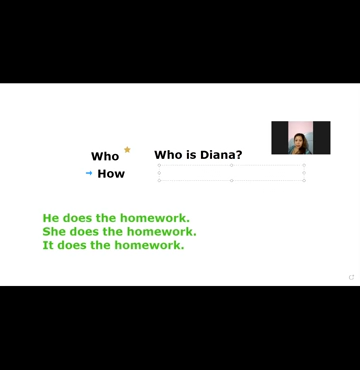 Who
Who is Diana?
How
He does the homework.
She does the homework.
It does the homework.